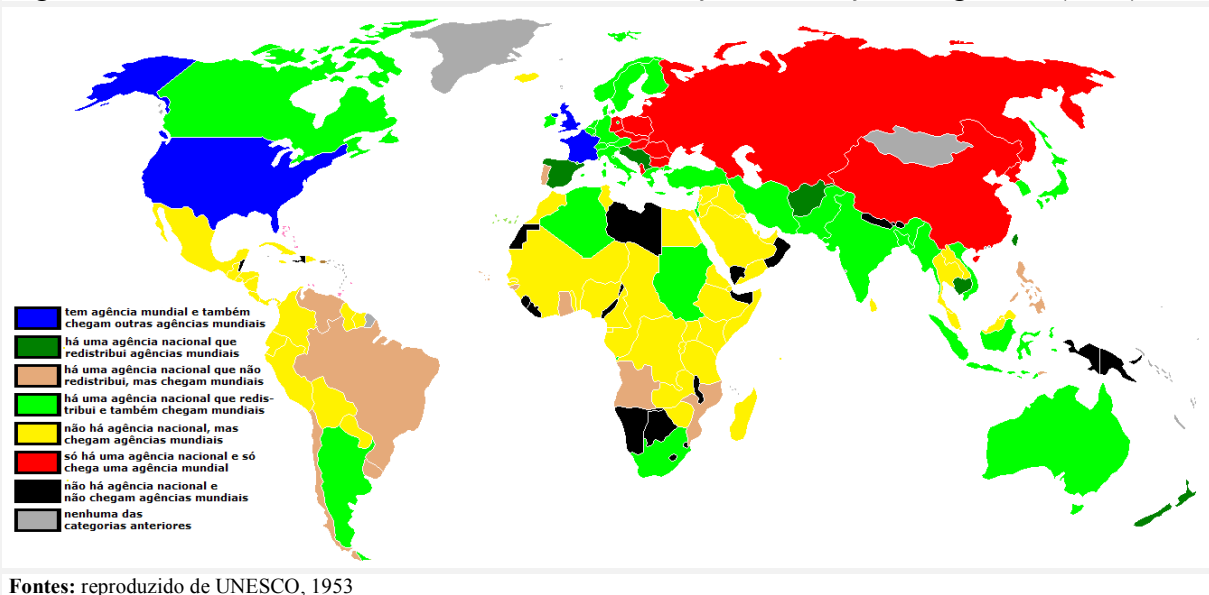 tem agência mundial e também
chegam outras agências mundiais
há uma agência nacional que
redistribui agências mundiais
há uma agência nacional que não
redistribui, mas chegam mundiais
há uma agência nacional que redis-
tribui e também chegam mundiais
não há agência nacional, mas
chegam agências mundiais
só há uma agência nacional e só
chega uma agência mundial
não há agência nacional e
não chegam agências mundiais
nenhuma das
categorias anteriores
Fontes: reproduzido de UNESCO, 1953